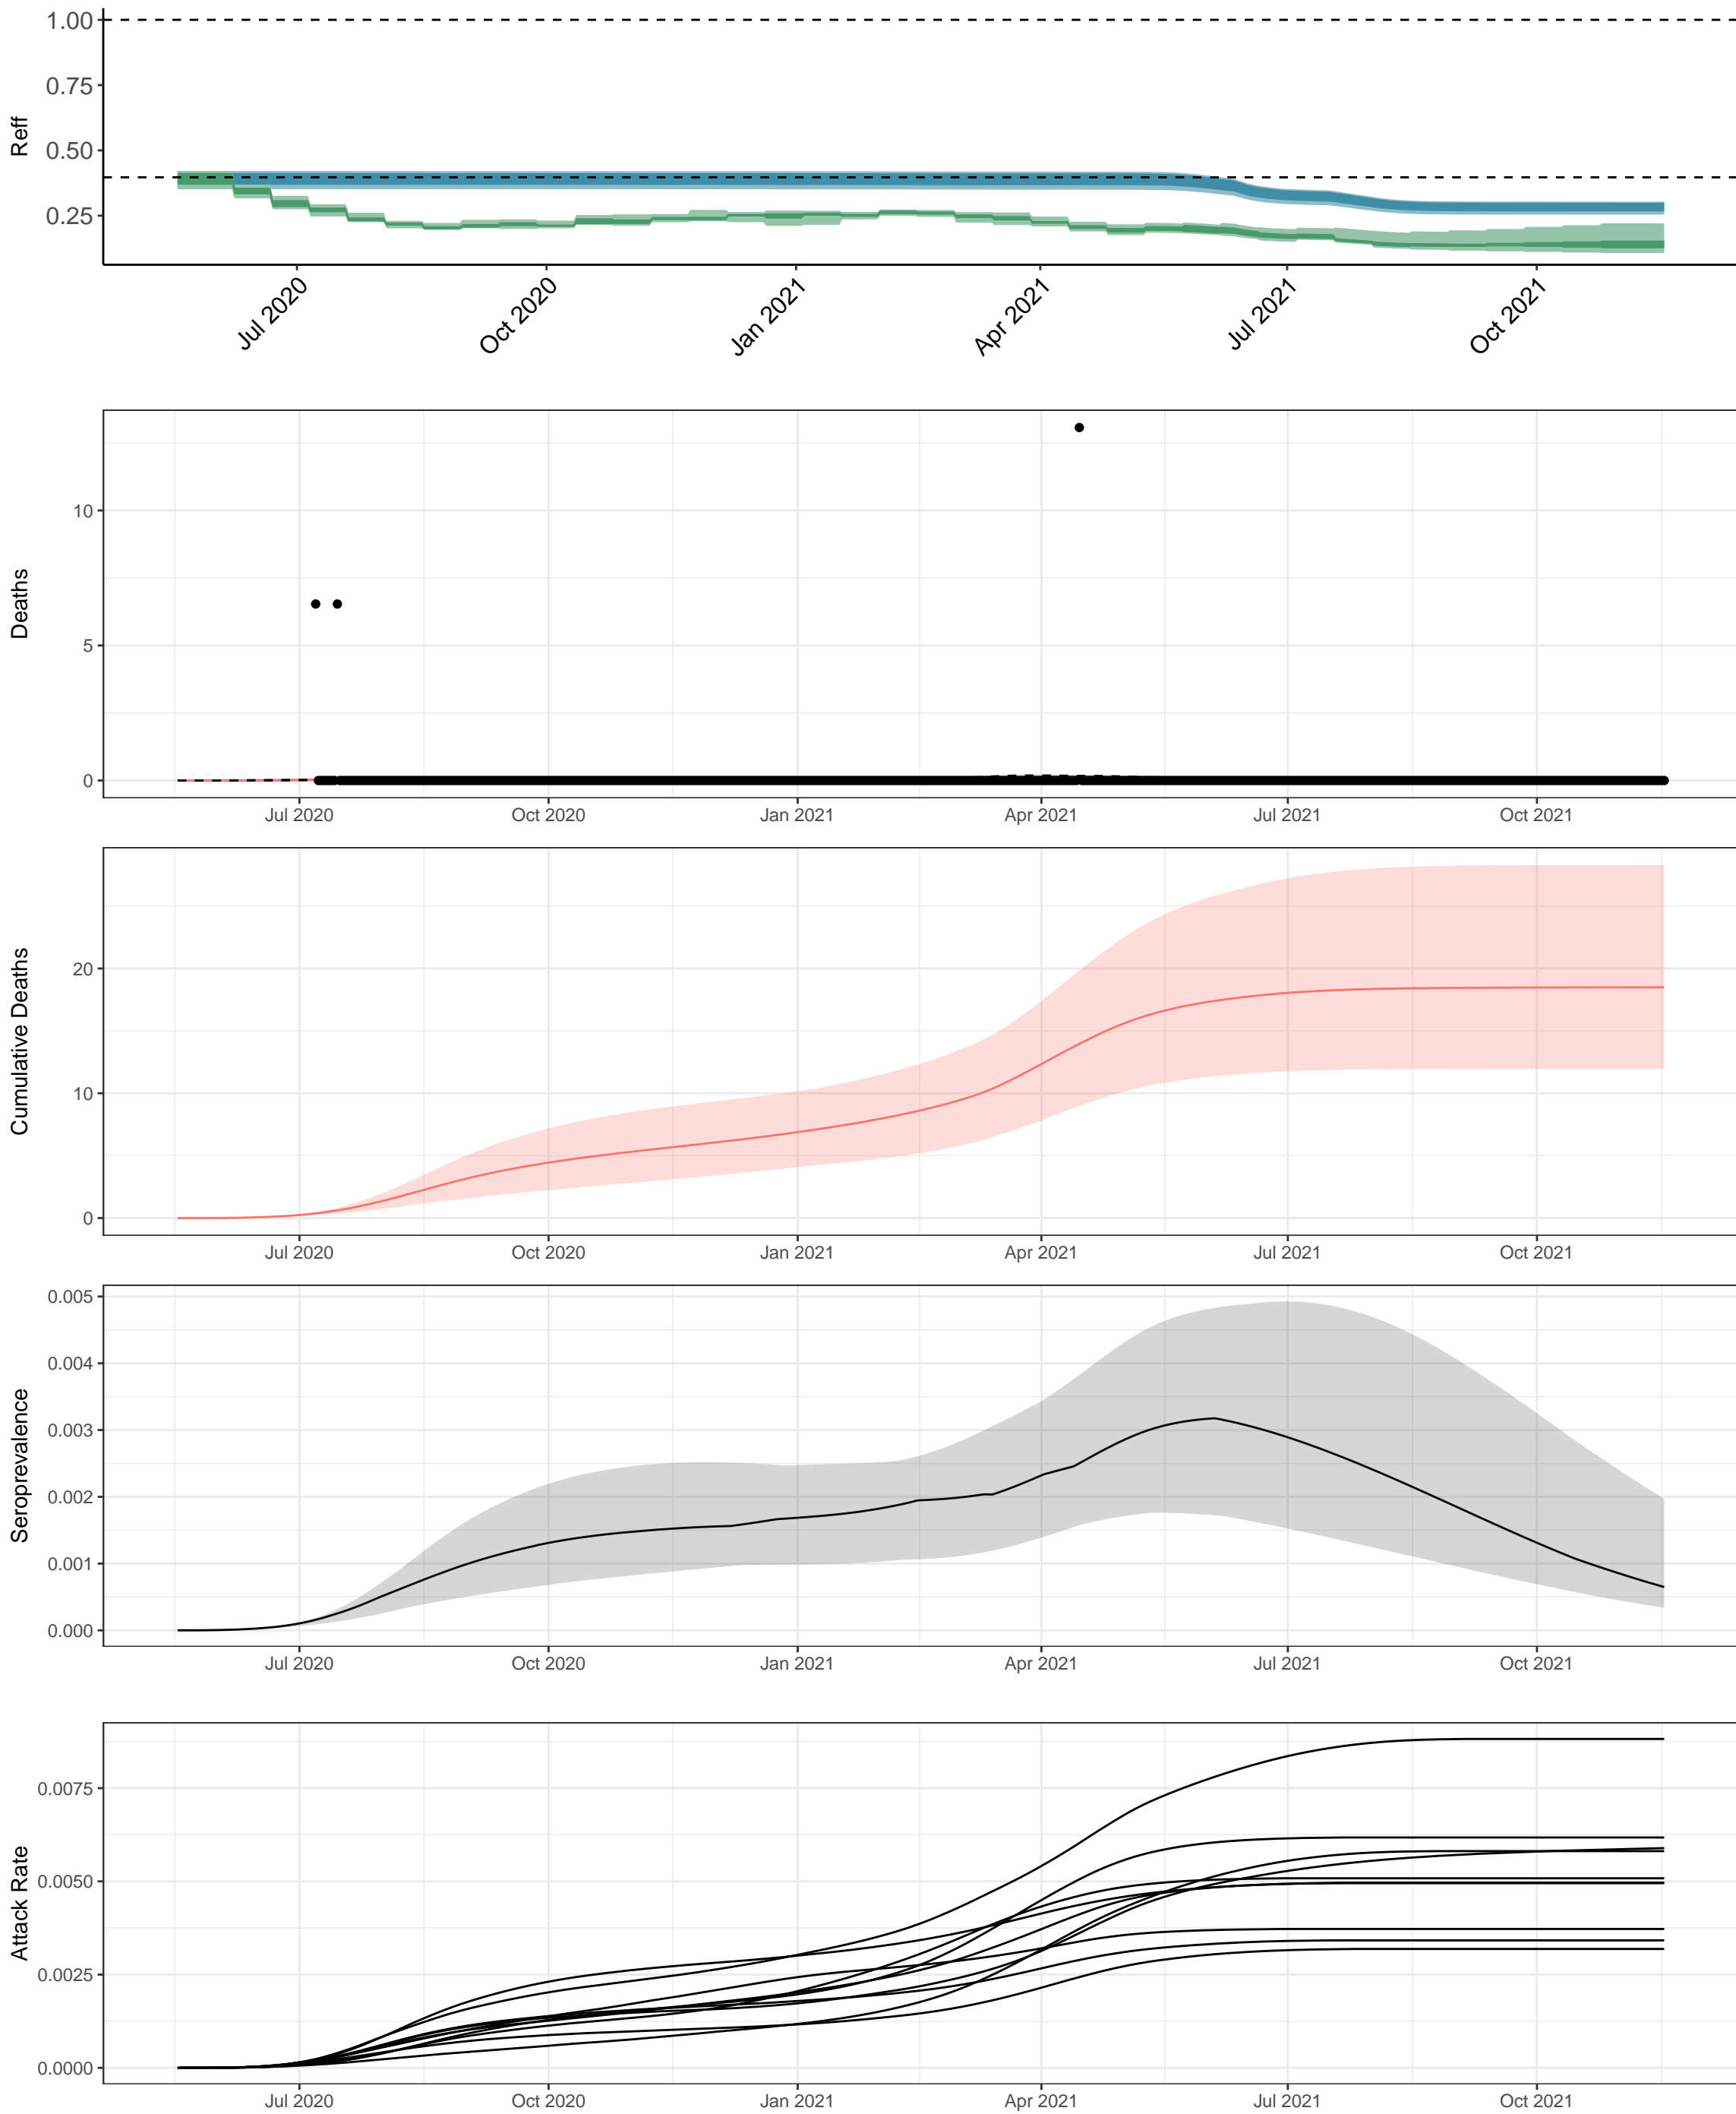 Reff
1.00
0.75
0.50
0.25
Jul 2020
Oct 2020
Jan 2021
Apr 2021
Jul 2021
Oct 2021
Deaths
10
5
0
Jul 2020
Oct 2020
Jan 2021
Apr 2021
Jul 2021
Oct 2021
Cumulative Deaths
20
10
0
Jul 2020
Oct 2020
Jan 2021
Apr 2021
Jul 2021
Oct 2021
Seroprevalence
0.005
0.004
0.003
0.002
0.001
0.000
Jul 2020
Oct 2020
Jan 2021
Apr 2021
Jul 2021
Oct 2021
Attack Rate
0.0075
0.0050
0.0025
0.0000
Jul 2020
Oct 2020
Jan 2021
Apr 2021
Jul 2021
Oct 2021